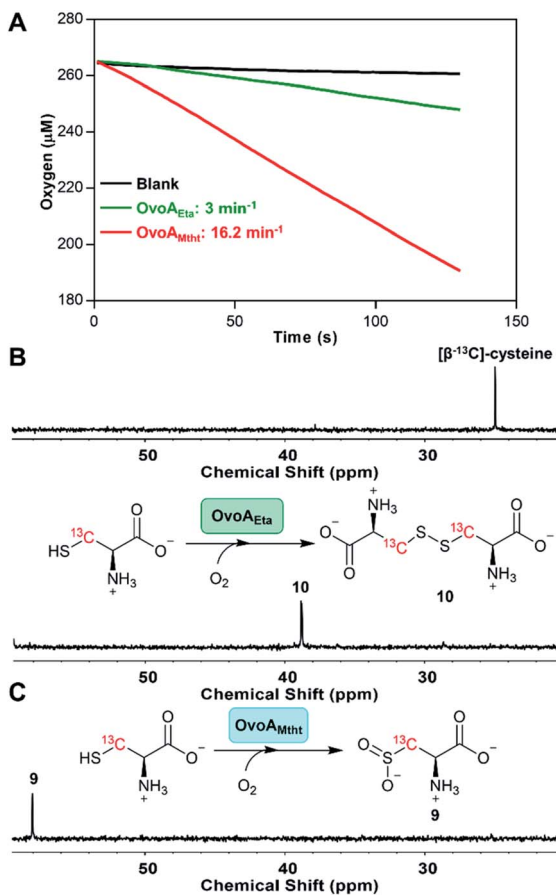 A
Oxygen (μM)
280
260
240
220
200
180
Blank
OvoA_Eta: 3 min⁻¹
OvoA_Mtht: 16.2 min⁻¹
0 50 100 150
Time (s)
B
[β-¹³C]-cysteine
50 40 30
Chemical Shift (ppm)
¹³C O
HS O⁻
NH₃
+
OvoA_Eta
O₂
+
NH₃
⁻O ¹³C S S ¹³C O
O O⁻
NH₃
+
10
10
50 40 30
Chemical Shift (ppm)
C
¹³C O
HS O⁻
NH₃
+
OvoA_Mtht
O₂
O ¹³C O
S O⁻
O⁻ NH₃
+
9
9
50 40 30
Chemical Shift (ppm)